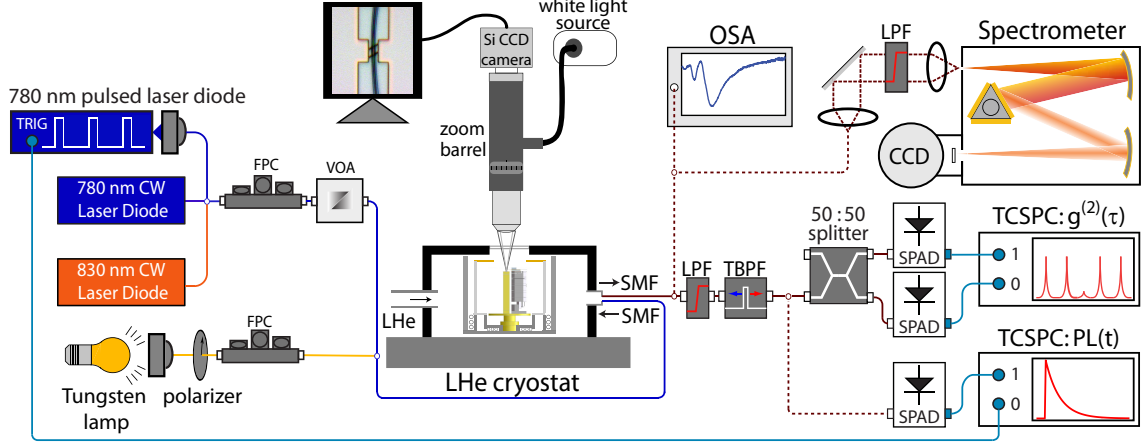 white light
source
Si CCD
camera
OSA
LPF
Spectrometer
780 nm pulsed laser diode
TRIG
zoom
barrel
CCD
FPC
VOA
780 nm CW
Laser Diode
50 : 50
splitter
SPAD
TCSPC: g(2)(τ)
1
0
830 nm CW
Laser Diode
LHe
SMF
SMF
LPF
TBPF
SPAD
FPC
TCSPC: PL(t)
1
0
SPAD
Tungsten
lamp
polarizer
LHe cryostat